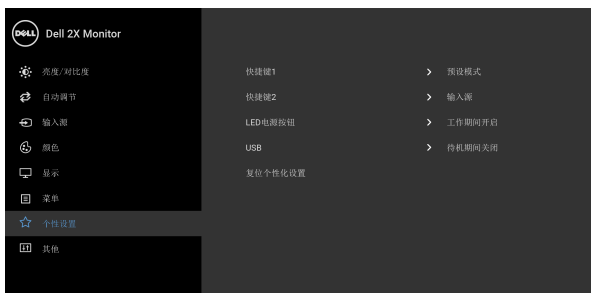 DELL Dell 2X Monitor
亮度/对比度
自动调节
输入源
颜色
显示
菜单
个性设置
其他
快捷键1 预设模式
快捷键2 输入源
LED电源按钮 工作期间开启
USB 待机期间关闭
复位个性化设置